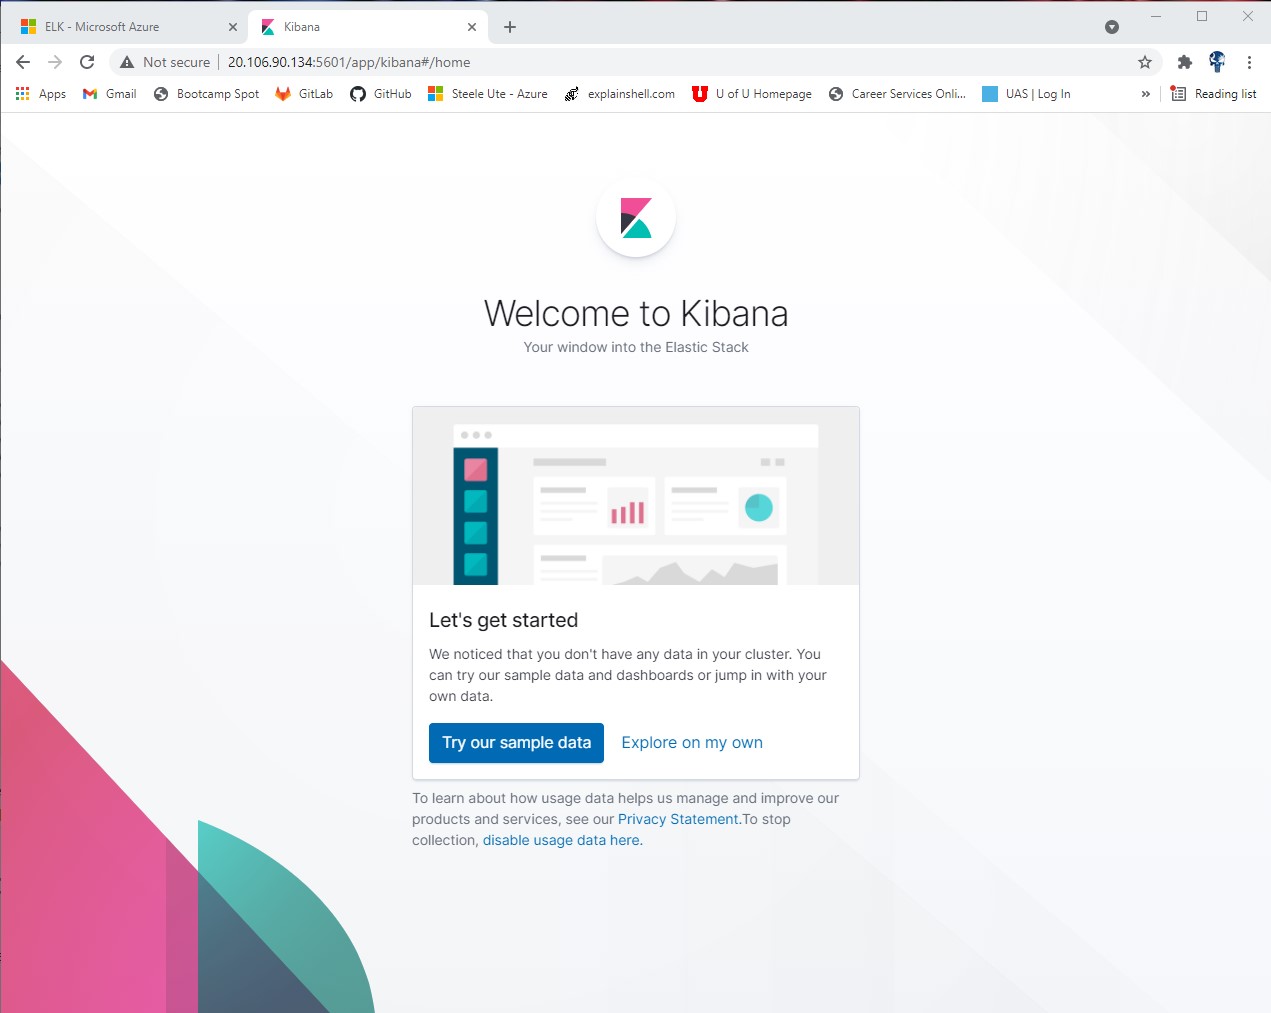 ELK - Microsoft Azure
Kibana
Not secure
20.106.90.134:5601/app/kibana#/home
Apps
Gmail
Bootcamp Spot
GitLab
GitHub
Steele Ute - Azure
explainshell.com
U of U Homepage
Career Services Onli...
UAS | Log In
»
Reading list
Welcome to Kibana
Your window into the Elastic Stack
Let's get started
We noticed that you don't have any data in your cluster. You
can try our sample data and dashboards or jump in with your
own data.
Try our sample data
Explore on my own
To learn about how usage data helps us manage and improve our
products and services, see our Privacy Statement.To stop
collection, disable usage data here.